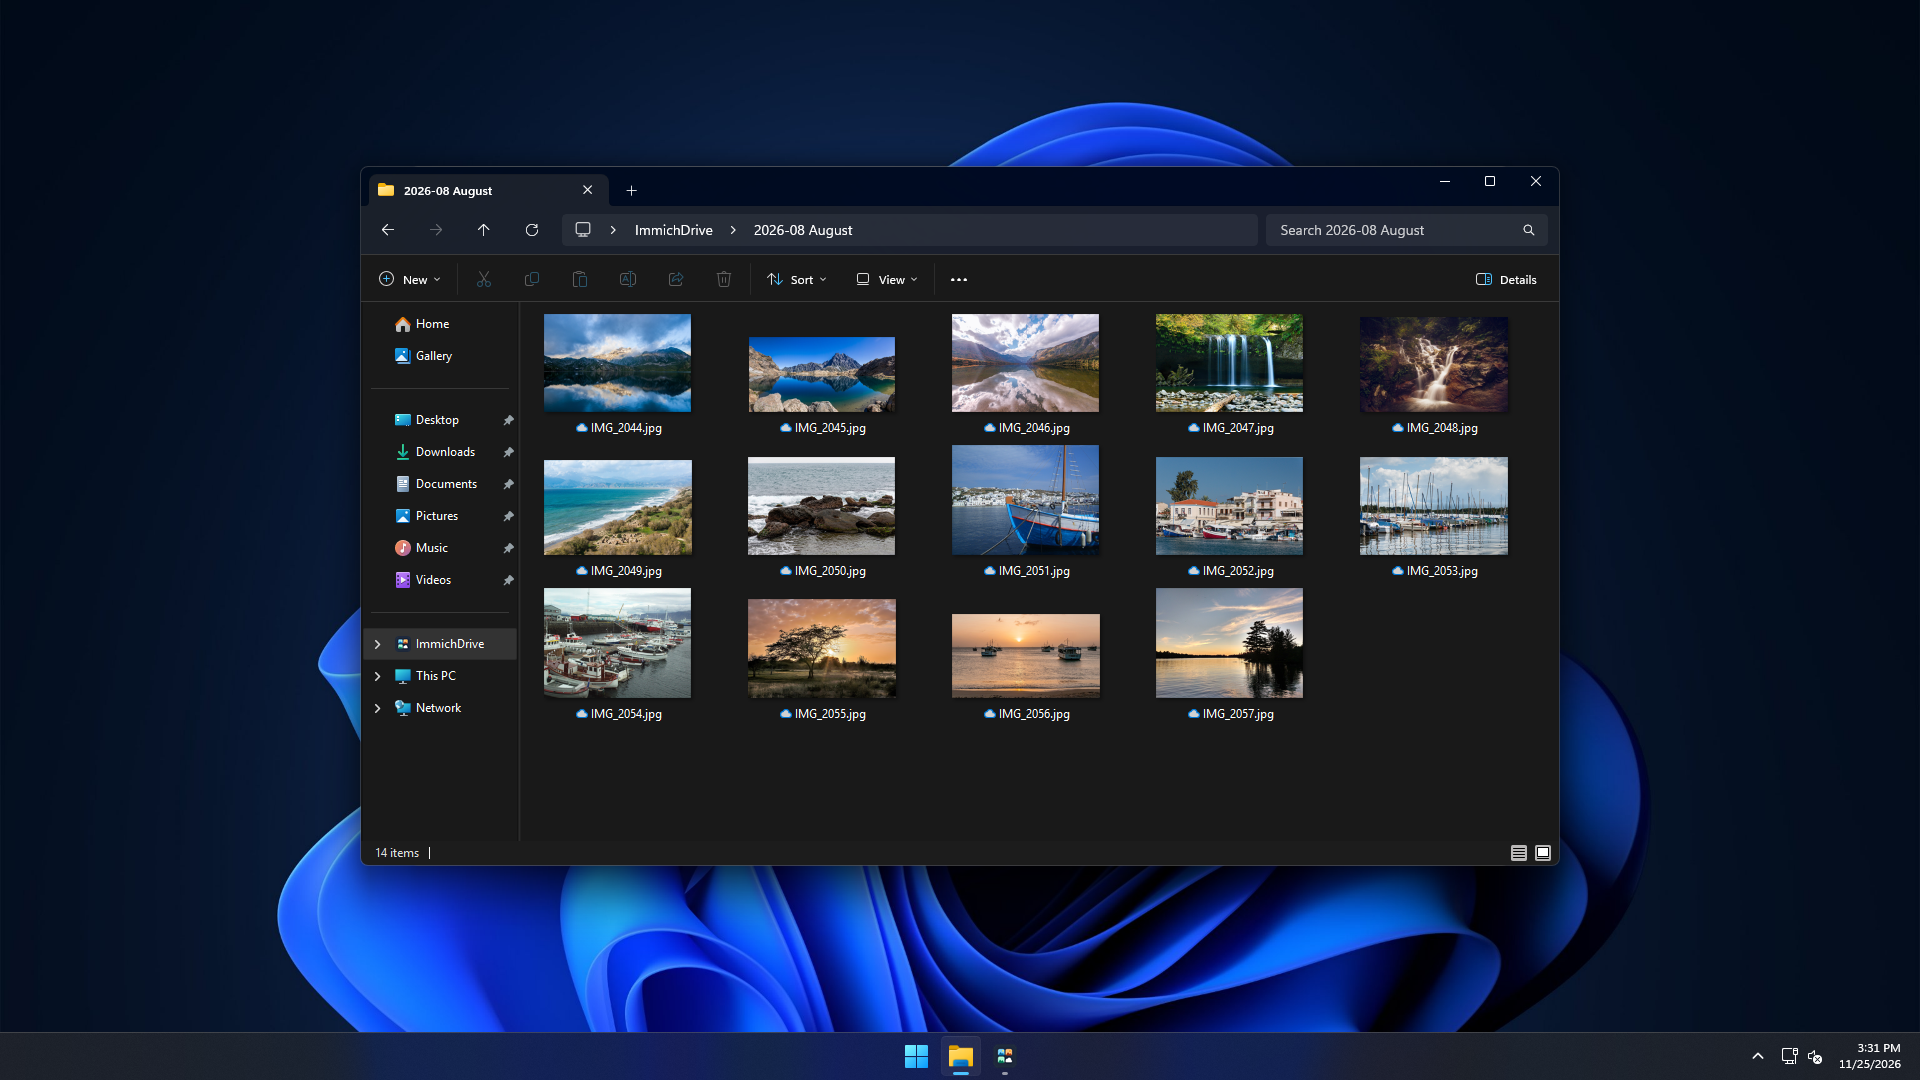 2026-08 August
ImmichDrive
2026-08 August
Search 2026-08 August
New
Sort
View
Details
Home
Gallery
Desktop
Downloads
Documents
Pictures
Music
Videos
ImmichDrive
This PC
Network
IMG_2044.jpg
IMG_2045.jpg
IMG_2046.jpg
IMG_2047.jpg
IMG_2048.jpg
IMG_2049.jpg
IMG_2050.jpg
IMG_2051.jpg
IMG_2052.jpg
IMG_2053.jpg
IMG_2054.jpg
IMG_2055.jpg
IMG_2056.jpg
IMG_2057.jpg
14 items
3:31 PM
11/25/2026